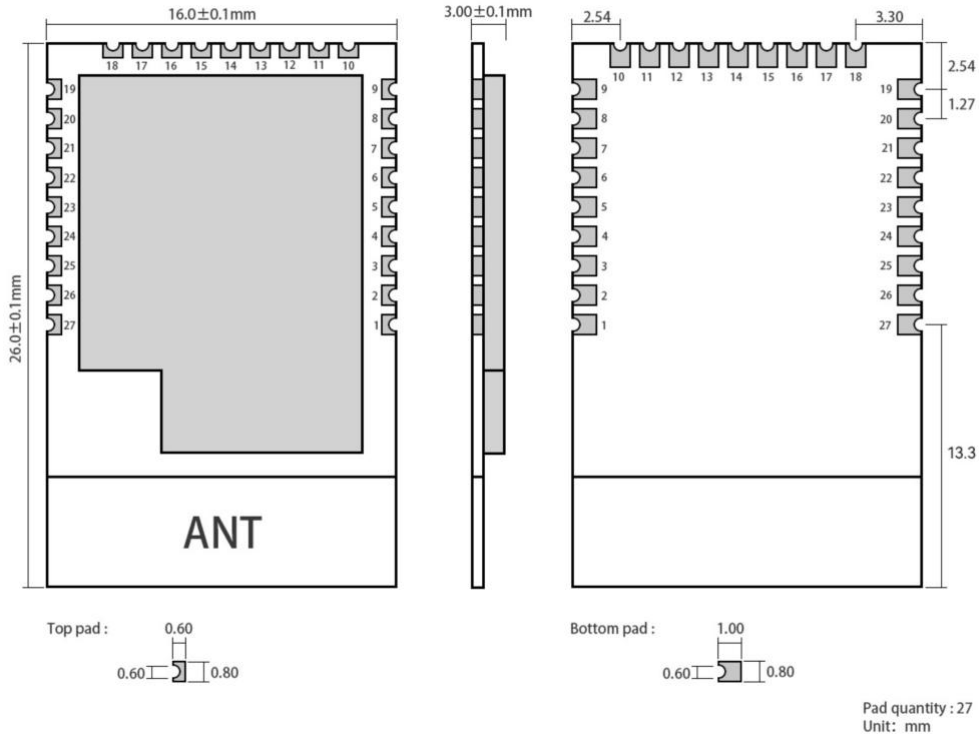 16.0±0.1mm
3.00±0.1mm
2.54
3.30
18 17 16 15 14 13 12 11 10
10 11 12 13 14 15 16 17 18
2.54
19 9
9 19
1.27
20 8
8 20
21 7
7 21
22 6
6 22
23 5
5 23
24 4
4 24
25 3
3 25
26 2
2 26
27 1
1 27
26.0±0.1mm
13.3
ANT
Top pad :
0.60
0.60
0.80
Bottom pad :
1.00
0.60
0.80
Pad quantity : 27
Unit: mm